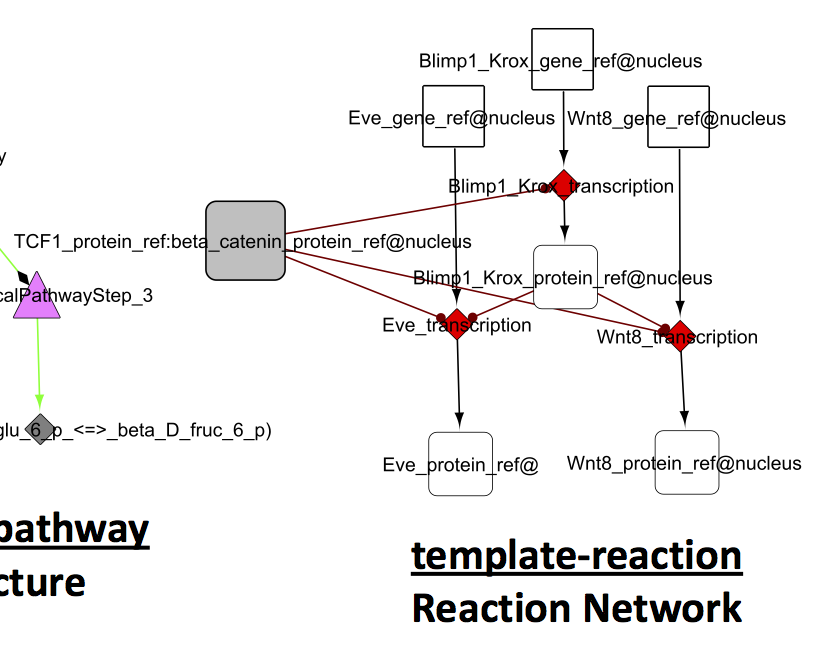 Blimp1_Krox_gene_ref@nucleus
Eve_gene_ref@nucleus
Wnt8_gene_ref@nucleus
y
Blimp1_Krox_transcription
TCF1_protein_ref:beta_catenin_protein_ref@nucleus
Blimp1_Krox_protein_ref@nucleus
calPathwayStep_3
Eve_transcription
Wnt8_transcription
glu_6_p_<=>_beta_D_fruc_6_p)
Eve_protein_ref@
Wnt8_protein_ref@nucleus
pathway
cture
template-reaction
Reaction Network